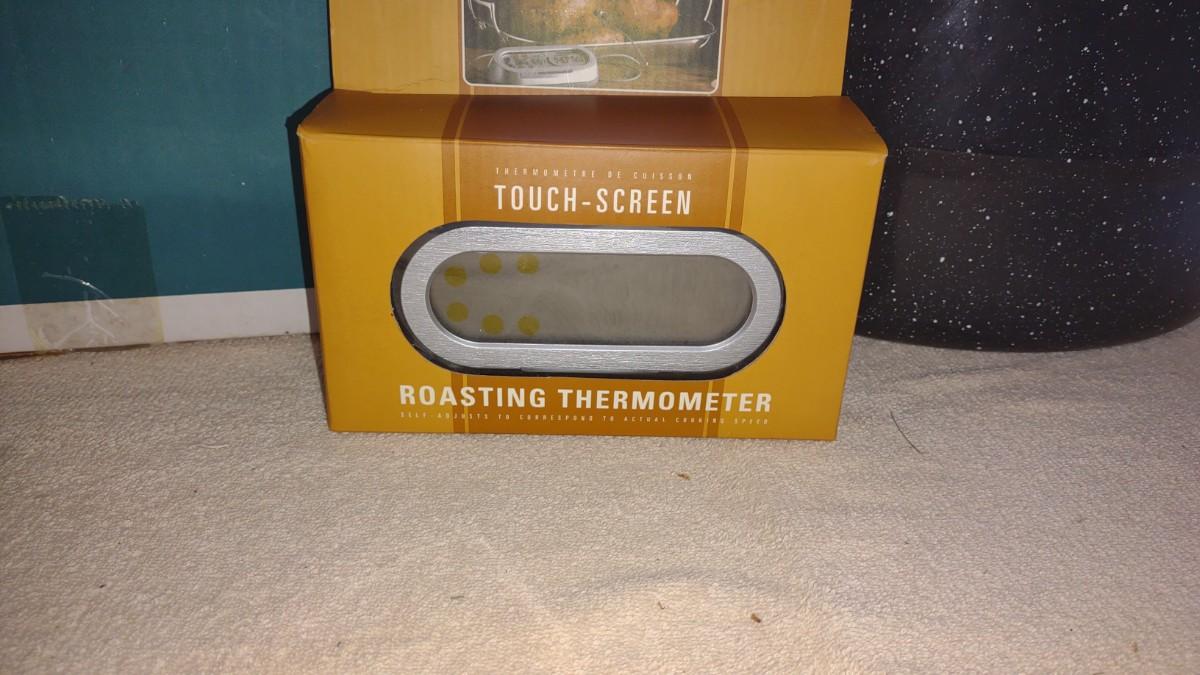 THERMOMETRE DE CUISSON
TOUCH-SCREEN
ROASTING THERMOMETER
SELF-ADJUSTS TO CORRESPOND TO ACTUAL COOKING SPEED